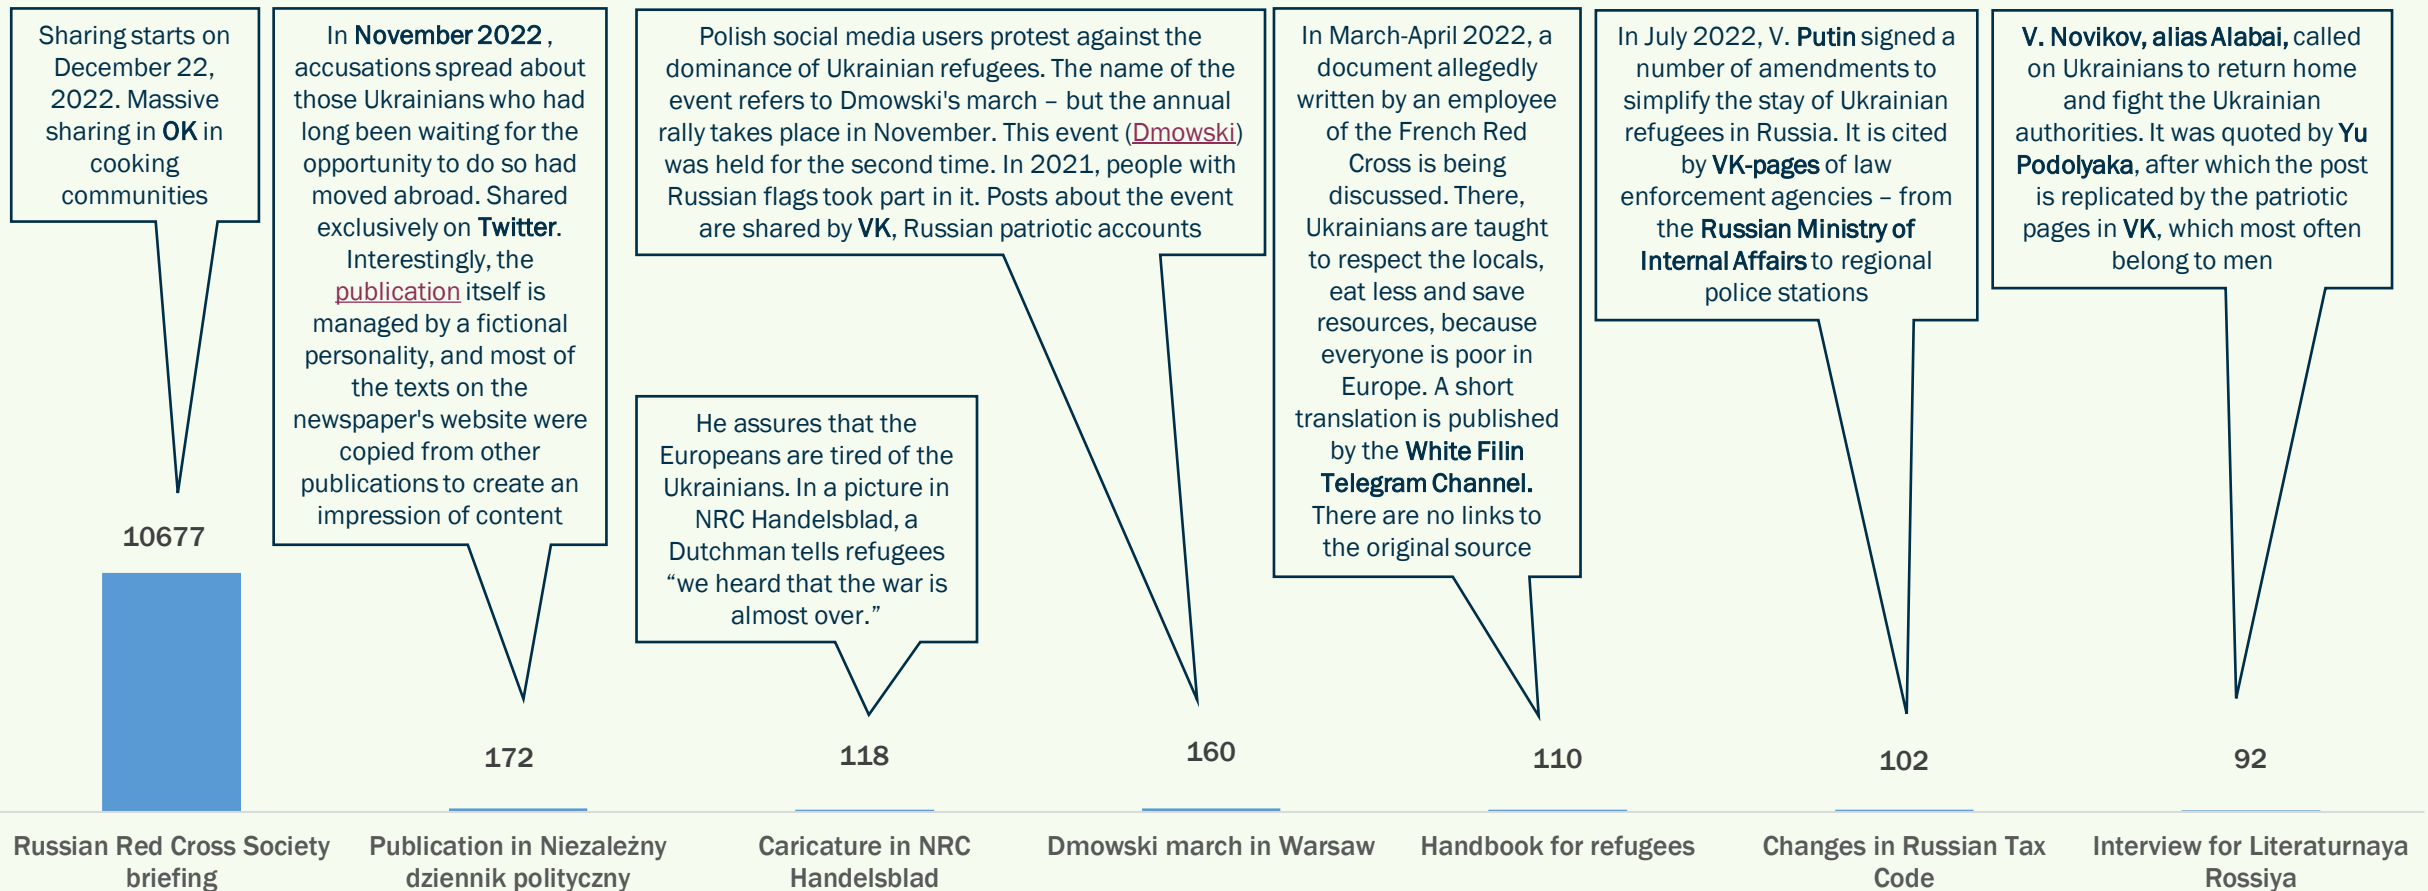 Sharing starts on
December 22,
2022. Massive
sharing in OK in
cooking
communities
In November 2022 ,
accusations spread about
those Ukrainians who had
long been waiting for the
opportunity to do so had
moved abroad. Shared
exclusively on Twitter.
Interestingly, the
publication itself is
managed by a fictional
personality, and most of
the texts on the
newspaper's website were
copied from other
publications to create an
impression of content
Polish social media users protest against the
dominance of Ukrainian refugees. The name of the
event refers to Dmowski's march – but the annual
rally takes place in November. This event (Dmowski)
was held for the second time. In 2021, people with
Russian flags took part in it. Posts about the event
are shared by VK, Russian patriotic accounts
He assures that the
Europeans are tired of the
Ukrainians. In a picture in
NRC Handelsblad, a
Dutchman tells refugees
“we heard that the war is
almost over.”
In March-April 2022, a
document allegedly
written by an employee
of the French Red
Cross is being
discussed. There,
Ukrainians are taught
to respect the locals,
eat less and save
resources, because
everyone is poor in
Europe. A short
translation is published
by the White Filin
Telegram Channel.
There are no links to
the original source
In July 2022, V. Putin signed a
number of amendments to
simplify the stay of Ukrainian
refugees in Russia. It is cited
by VK-pages of law
enforcement agencies – from
the Russian Ministry of
Internal Affairs to regional
police stations
V. Novikov, alias Alabai, called
on Ukrainians to return home
and fight the Ukrainian
authorities. It was quoted by Yu
Podolyaka, after which the post
is replicated by the patriotic
pages in VK, which most often
belong to men
10677
172
118
160
110
102
92
Russian Red Cross Society
briefing
Publication in Niezależny
dziennik polityczny
Caricature in NRC
Handelsblad
Dmowski march in Warsaw
Handbook for refugees
Changes in Russian Tax
Code
Interview for Literaturnaya
Rossiya